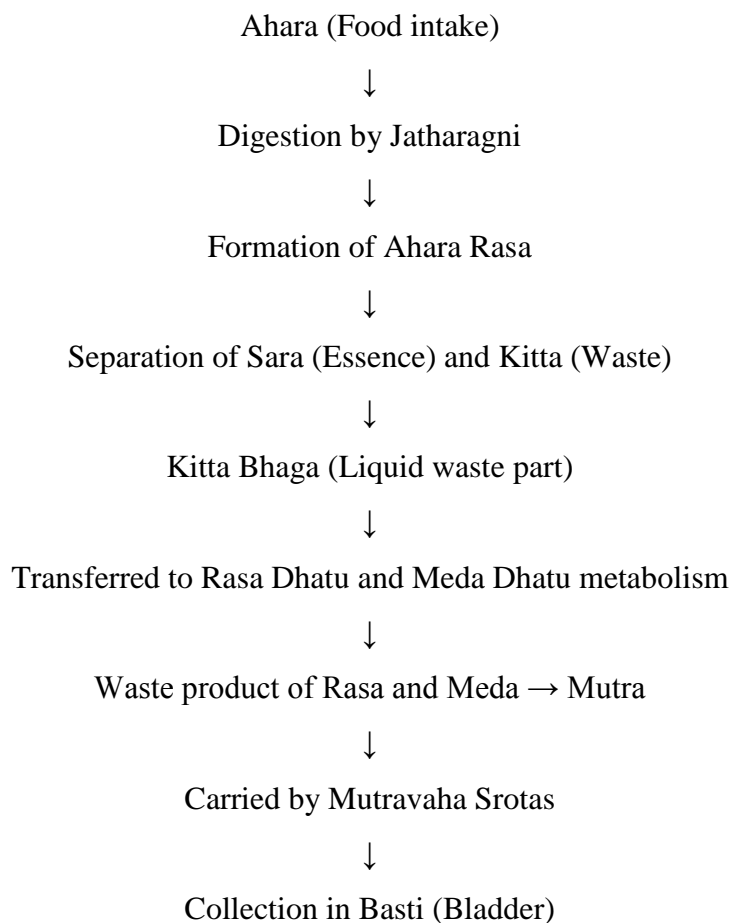 Ahara (Food intake)
↓
Digestion by Jatharagni
↓
Formation of Ahara Rasa
↓
Separation of Sara (Essence) and Kitta (Waste)
↓
Kitta Bhaga (Liquid waste part)
↓
Transferred to Rasa Dhatu and Meda Dhatu metabolism
↓
Waste product of Rasa and Meda → Mutra
↓
Carried by Mutravaha Srotas
↓
Collection in Basti (Bladder)